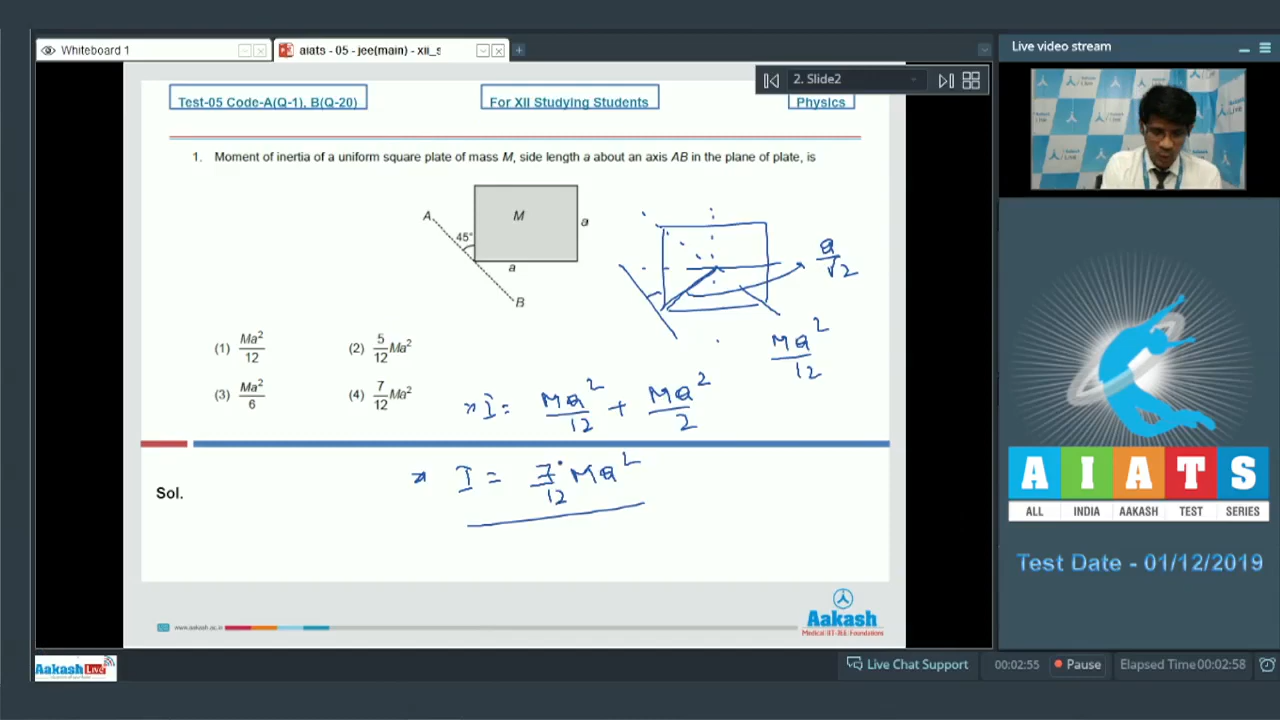 Whiteboard 1
aiats - 05 - jee(main) - xii_s
Live video stream
2. Slide2
Test-05 Code-A(Q-1), B(Q-20)
For XII Studying Students
Physics
1. Moment of inertia of a uniform square plate of mass M, side length a about an axis AB in the plane of plate, is
A
M
a
45°
a
B
a/√2
Ma²/12
(1) Ma²/12
(2) 5/12 Ma²
(3) Ma²/6
(4) 7/12 Ma²
I = Ma²/12 + Ma²/2
I = 7/12 Ma²
Sol.
A I A T S
ALL INDIA AAKASH TEST SERIES
Test Date - 01/12/2019
www.aakash.ac.in
Aakash
Medical|IIT-JEE|Foundations
Aakash Live
Live Chat Support
00:02:55
Pause
Elapsed Time 00:02:58